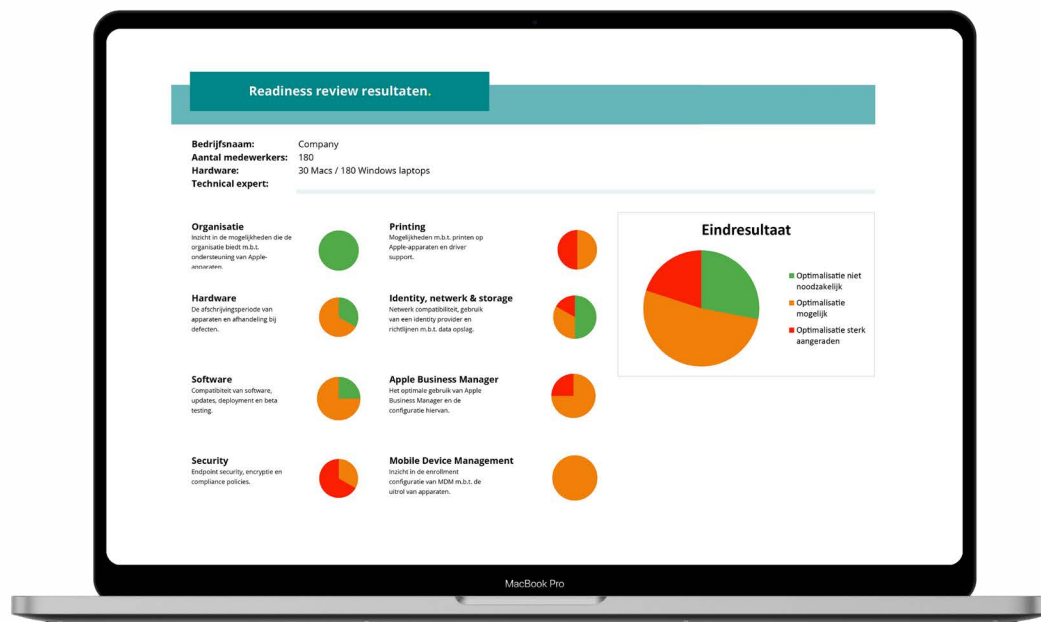 Readiness review resultaten.
Bedrijfsnaam: Company
Aantal medewerkers: 180
Hardware: 30 Macs / 180 Windows laptops
Technical expert:
Organisatie
Inzicht in de mogelijkheden die de
organisatie biedt m.b.t.
ondersteuning van Apple-
apparaten.
Hardware
De afschrijvingsperiode van
apparaten en afhandeling bij
defecten.
Software
Compatibiteit van software,
updates, deployment en beta
testing.
Security
Endpoint security, encryptie en
compliance policies.
Printing
Mogelijkheden m.b.t. printen op
Apple-apparaten en driver
support.
Identity, netwerk & storage
Netwerk compatibiliteit, gebruik
van een identity provider en
richtlijnen m.b.t. data opslag.
Apple Business Manager
Het optimale gebruik van Apple
Business Manager en de
configuratie hiervan.
Mobile Device Management
Inzicht in de enrollment
configuratie van MDM m.b.t. de
uitrol van apparaten.
Eindresultaat
Optimalisatie niet
noodzakelijk
Optimalisatie
mogelijk
Optimalisatie sterk
aangeraden
MacBook Pro